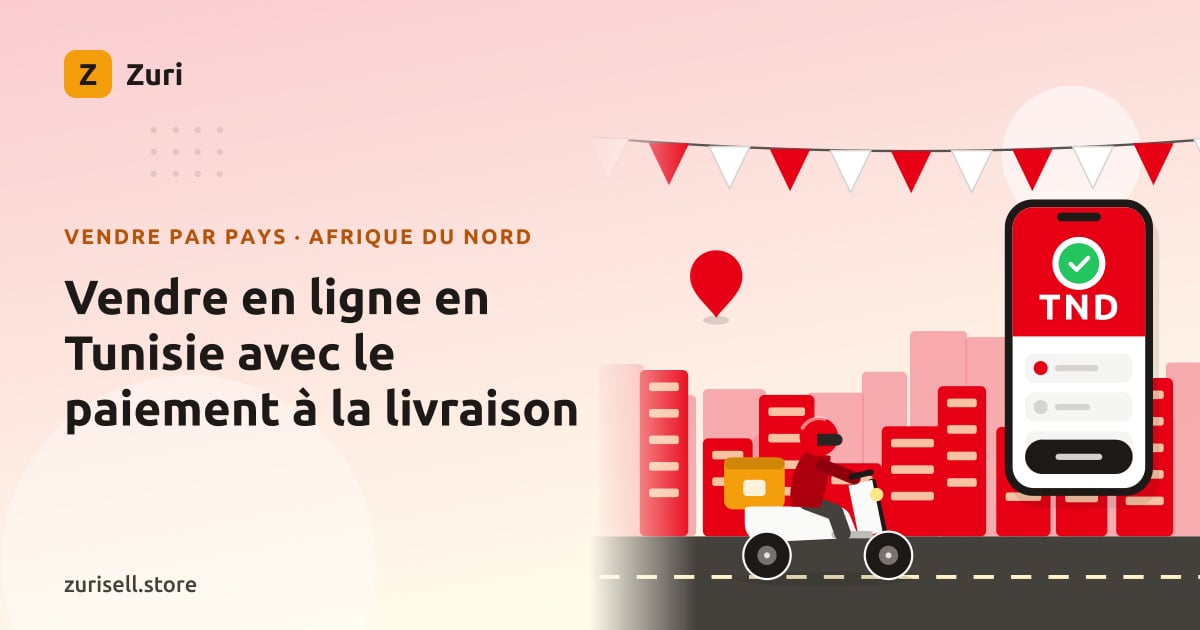 Z Zuri
VENDRE PAR PAYS · AFRIQUE DU NORD
Vendre en ligne en
Tunisie avec le
paiement à la livraison
TND
zurisell.store